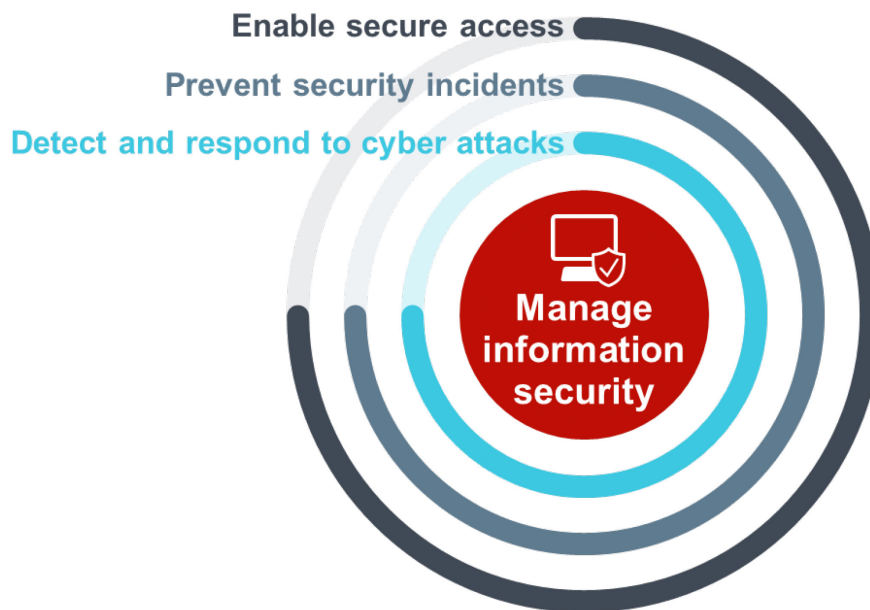 Enable secure access
Prevent security incidents
Detect and respond to cyber attacks
Manage
information
security